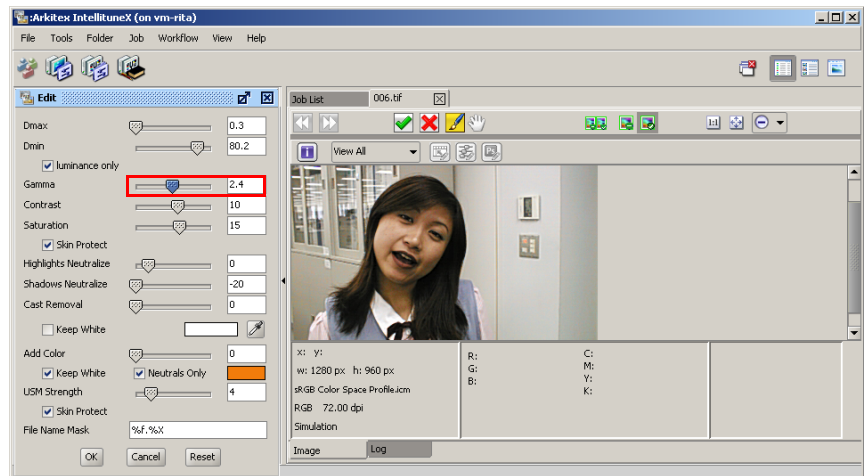 :Arkitex IntellituneX (on vm-rita)
File Tools Folder Job Workflow View Help
Edit
Dmax 0.3
Dmin 80.2
luminance only
Gamma 2.4
Contrast 10
Saturation 15
Skin Protect
Highlights Neutralize 0
Shadows Neutralize -20
Cast Removal 0
Keep White
Add Color 0
Keep White Neutrals Only
USM Strength 4
Skin Protect
File Name Mask %f.%X
OK Cancel Reset
Job List 006.tif
1:1
i View All
x: y:
w: 1280 px h: 960 px
sRGB Color Space Profile.icm
RGB 72.00 dpi
Simulation
R:
G:
B:
C:
M:
Y:
K:
Image Log